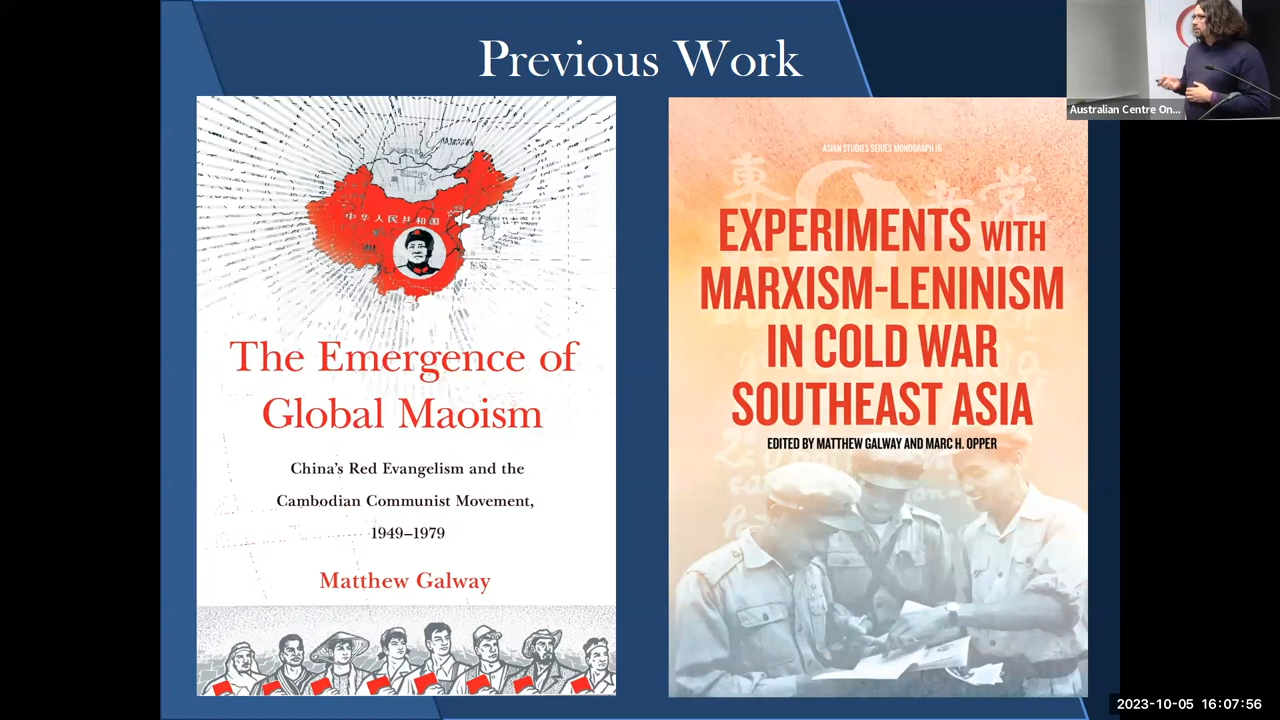 Previous Work
Australian Centre On...
中华人民共和国
The Emergence of
Global Maoism
China's Red Evangelism and the
Cambodian Communist Movement,
1949–1979
Matthew Galway
ASIAN STUDIES SERIES MONOGRAPH 16
EXPERIMENTS WITH
MARXISM-LENINISM
IN COLD WAR
SOUTHEAST ASIA
EDITED BY MATTHEW GALWAY AND MARC H. OPPER
2023-10-05 16:07:56